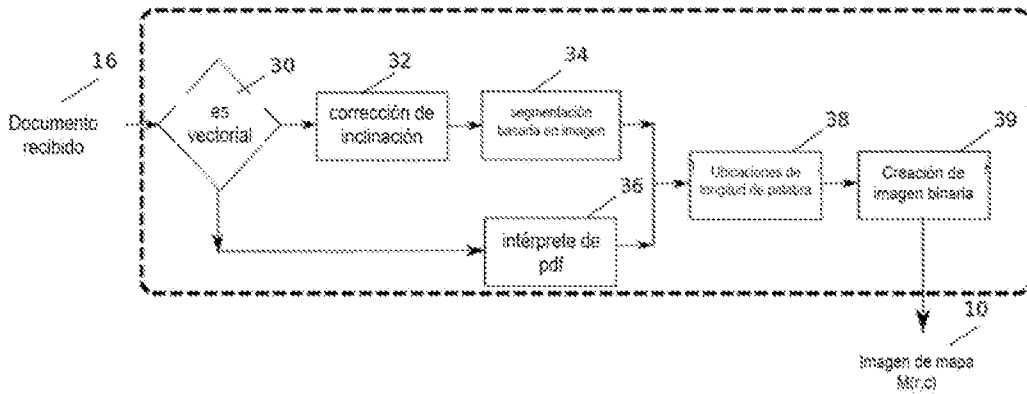 16
Documento
recibido
30
es
vectorial
32
corrección de
inclinación
34
segmentación
basada en imagen
36
intérprete de
pdf
38
Ubicaciones de
longitud de palabra
39
Creación de
imagen binaria
10
Imagen de mapa
M(r,c)